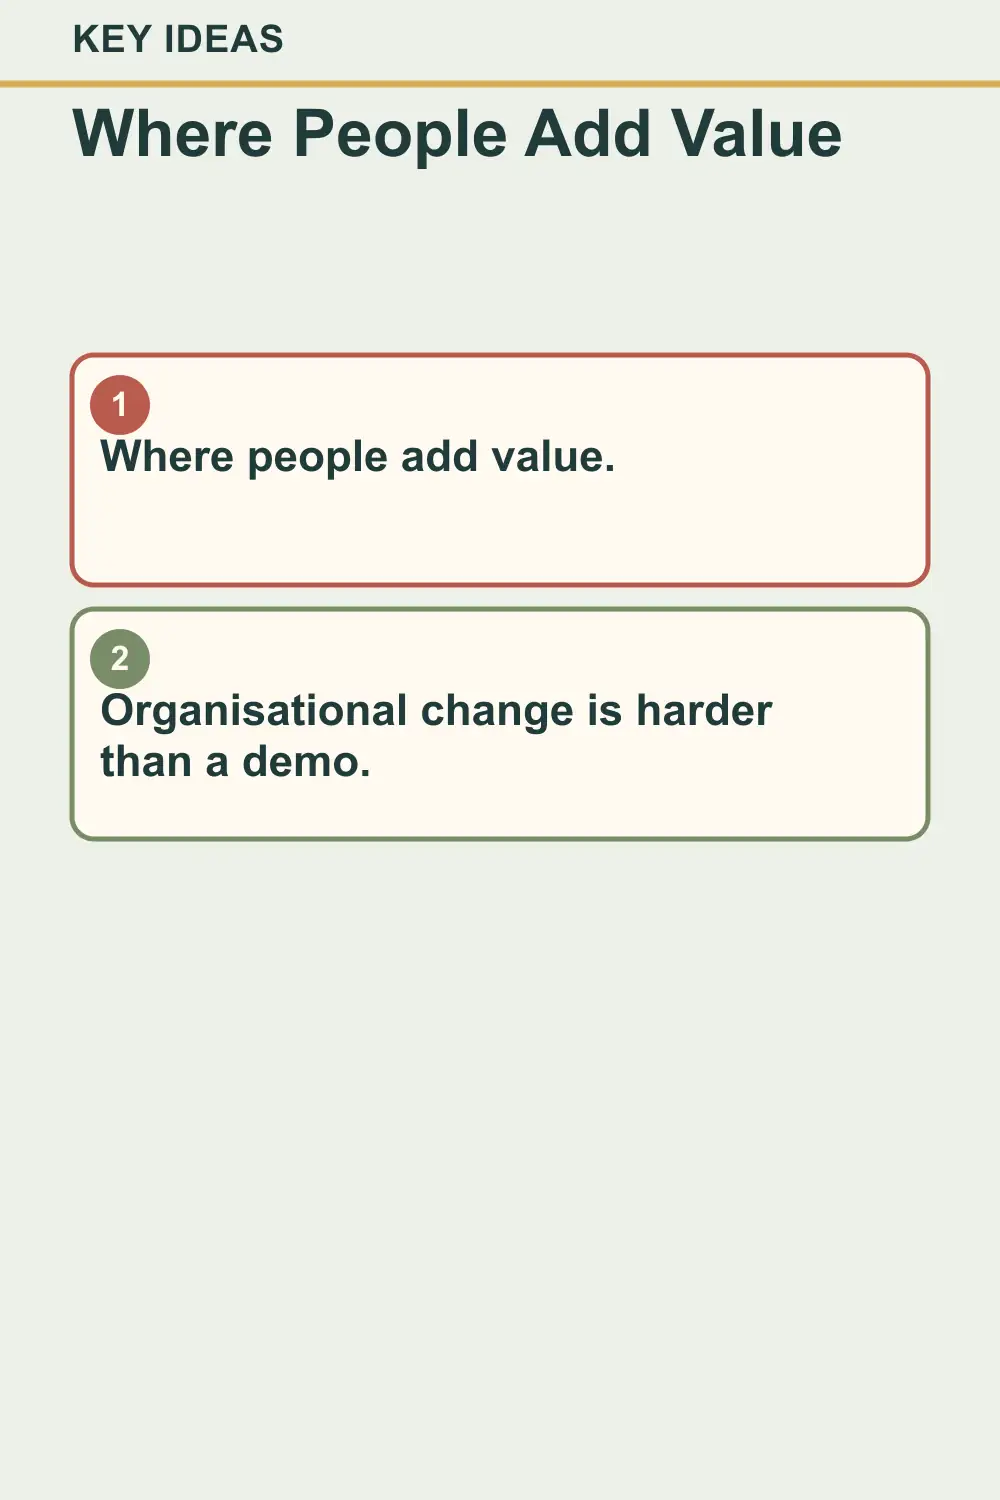 KEY IDEAS
Where People Add Value
1
Where people add value.
2
Organisational change is harder
than a demo.